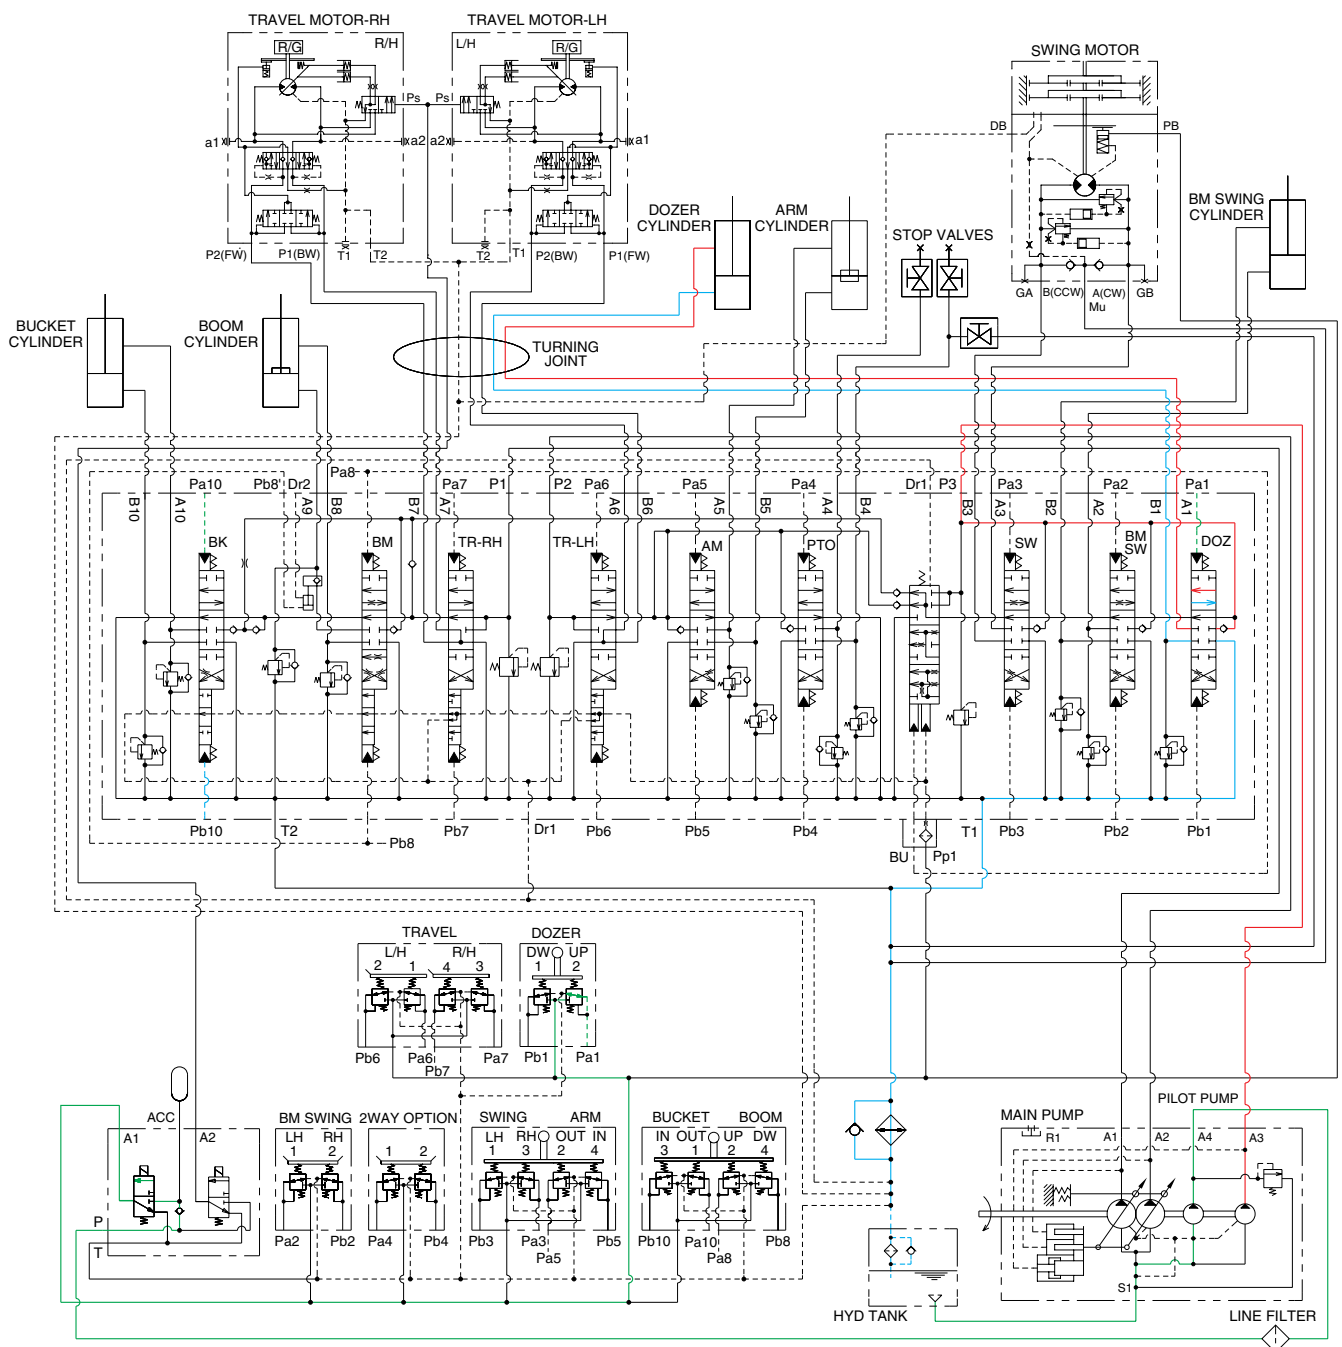 TRAVEL MOTOR-RH
TRAVEL MOTOR-LH
R/G
R/H
L/H
R/G
SWING MOTOR
Ps
Ps
DB
PB
a1
a2
a2
a1
DOZER
CYLINDER
ARM
CYLINDER
STOP VALVES
BM SWING
CYLINDER
P2(FW)
P1(BW)
T1
T2
T2
T1
P2(BW)
P1(FW)
GA
B(CCW)
A(CW)
GB
Mu
BUCKET
CYLINDER
BOOM
CYLINDER
TURNING
JOINT
Pa8
Pa10
Pb8'
Dr2
Pa7
P1
P2
Pa6
Pa5
Pa4
Dr1
P3
Pa3
Pa2
Pa1
B10
A10
A9
B8
B7
A7
A6
B6
A5
B5
A4
B4
B3
A3
B2
A2
B1
A1
BK
BM
TR-RH
TR-LH
AM
PTO
SW
BM
SW
DOZ
Pb10
T2
Pb8
Pb7
Dr1
Pb6
Pb5
Pb4
BU
Pp1
T1
Pb3
Pb2
Pb1
TRAVEL
L/H
R/H
2
1
4
3
Pb6
Pa6
Pb7
Pa7
DOZER
DW
UP
1
2
Pb1
Pa1
ACC
A1
A2
P
T
BM SWING
LH
RH
1
2
Pa2
Pb2
2WAY OPTION
1
2
Pa4
Pb4
SWING
ARM
LH
RH
OUT
IN
1
3
2
4
Pb3
Pa3
Pa5
Pb5
BUCKET
BOOM
IN
OUT
UP
DW
3
1
2
4
Pb10
Pa10
Pa8
Pb8
PILOT PUMP
MAIN PUMP
R1
A1
A2
A4
A3
S1
HYD TANK
LINE FILTER